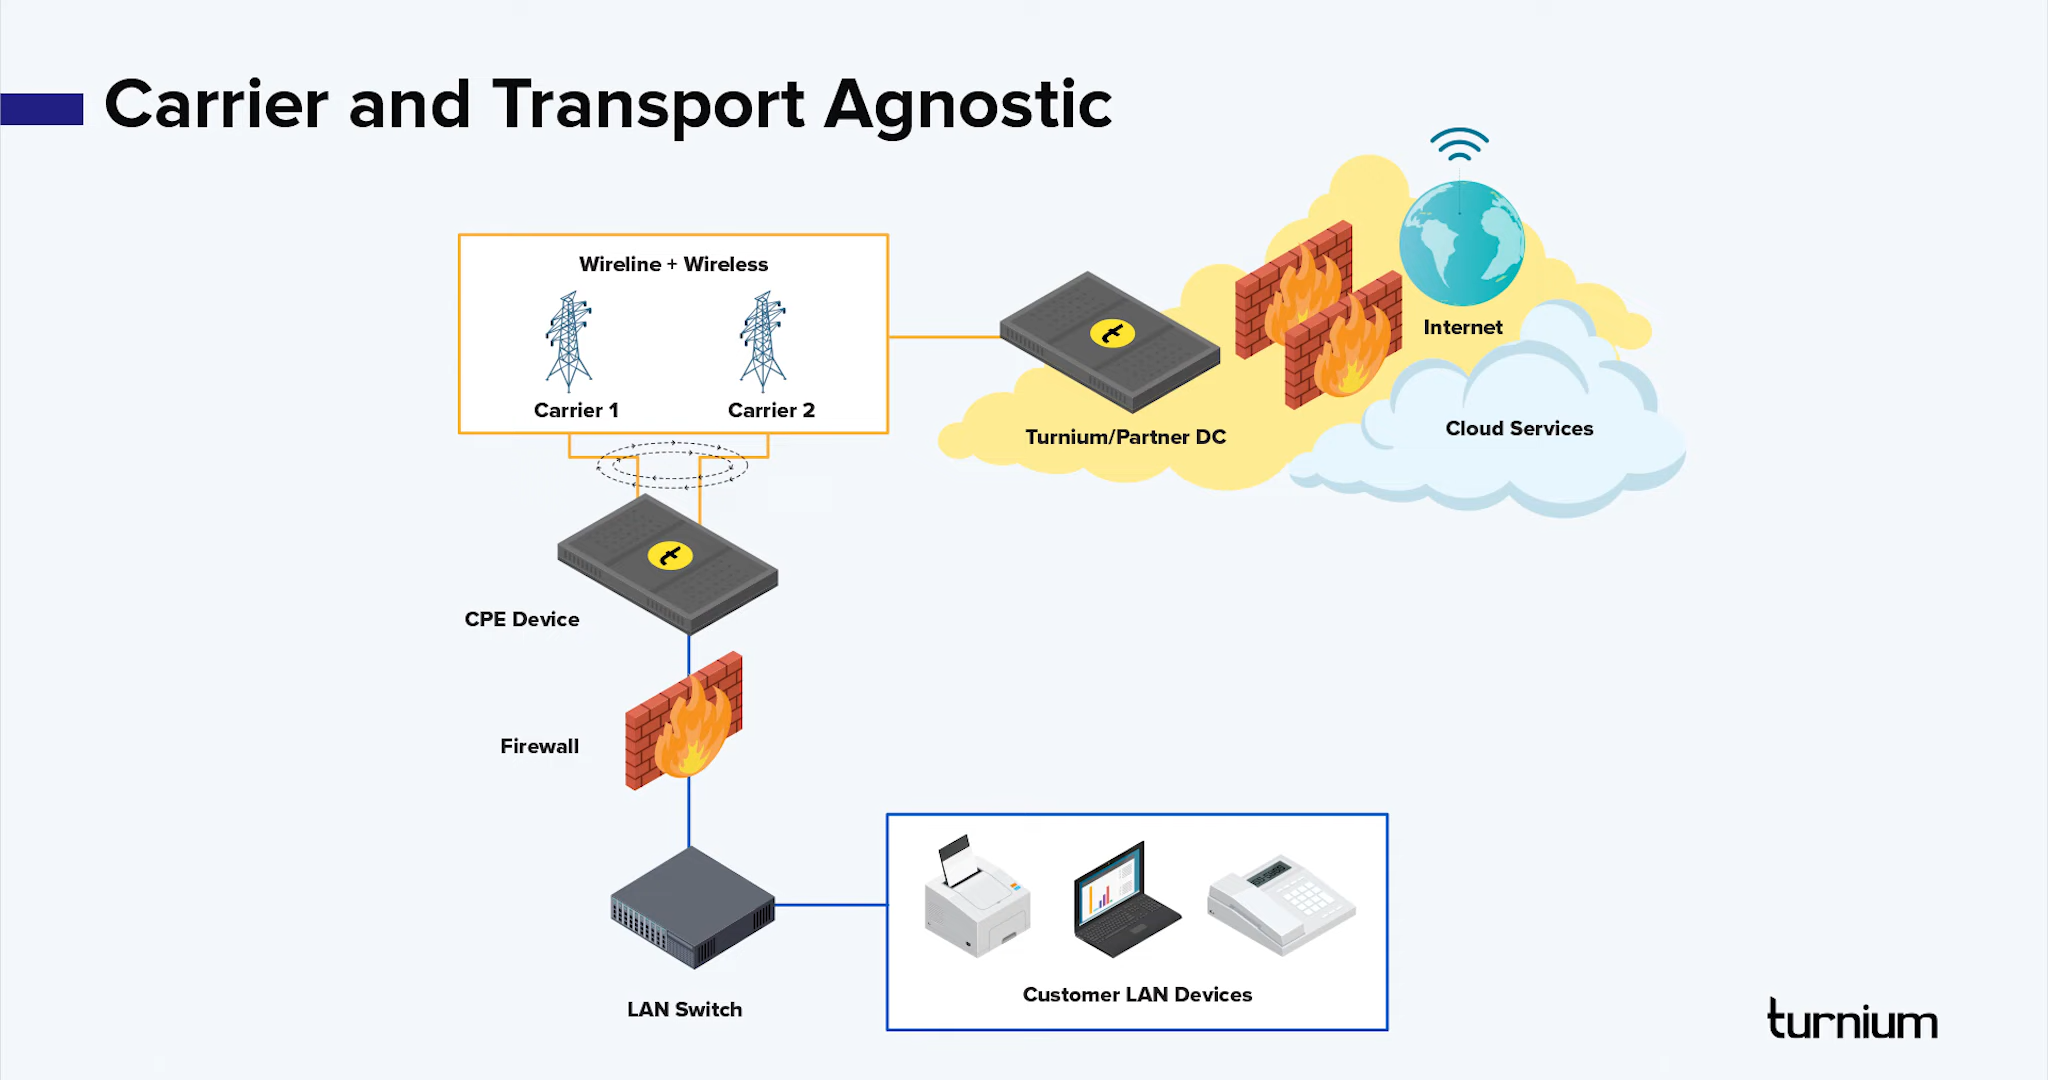 Carrier and Transport Agnostic
Wireline + Wireless
Carrier 1
Carrier 2
Internet
Turnium/Partner DC
Cloud Services
CPE Device
Firewall
LAN Switch
Customer LAN Devices
turnium